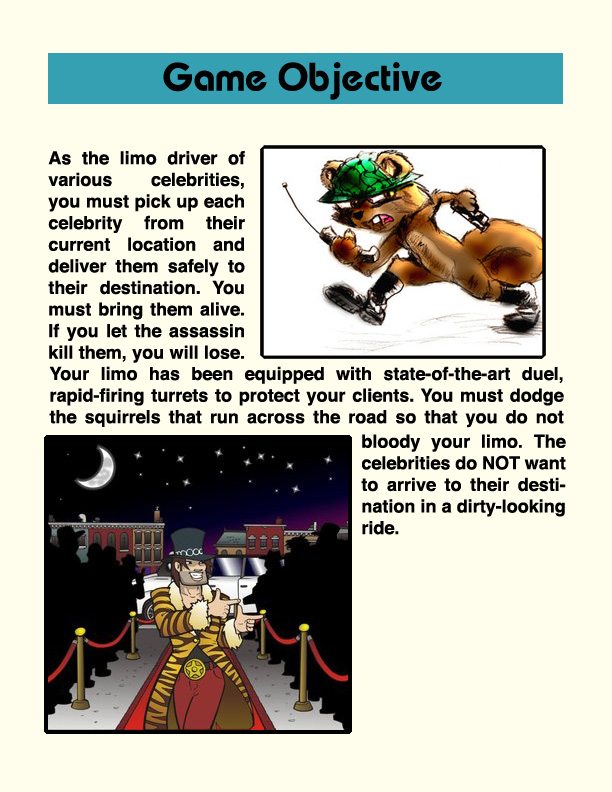 Game Objective
As the limo driver of
various celebrities,
you must pick up each
celebrity from their
current location and
deliver them safely to
their destination. You
must bring them alive.
If you let the assassin
kill them, you will lose.
Your limo has been equipped with state-of-the-art duel,
rapid-firing turrets to protect your clients. You must dodge
the squirrels that run across the road so that you do not
bloody your limo. The
celebrities do NOT want
to arrive to their desti-
nation in a dirty-looking
ride.